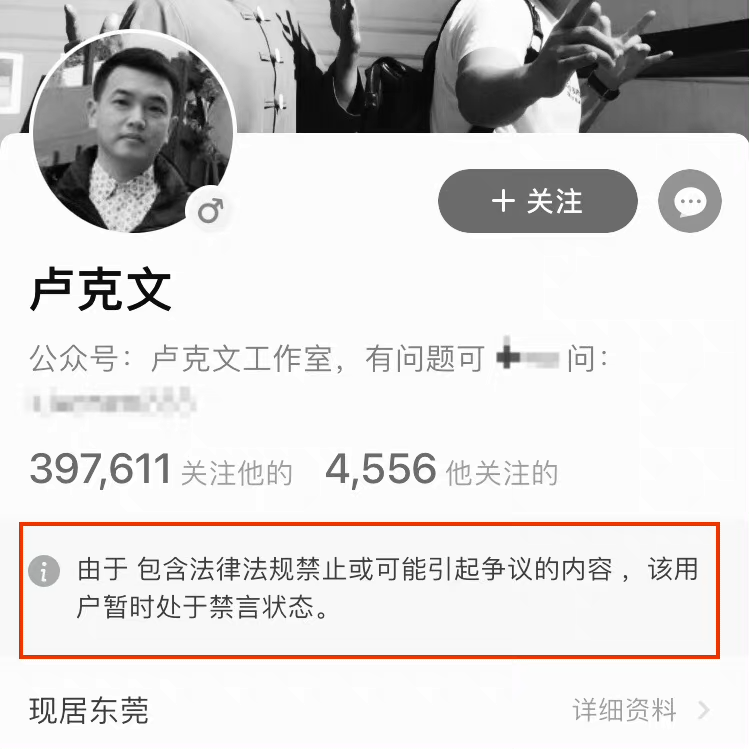 + 关注
卢克文
公众号：卢克文工作室，有问题可 问：
397,611 关注他的 4,556 他关注的
由于 包含法律法规禁止或可能引起争议的内容 ，该用
户暂时处于禁言状态。
现居东莞 详细资料